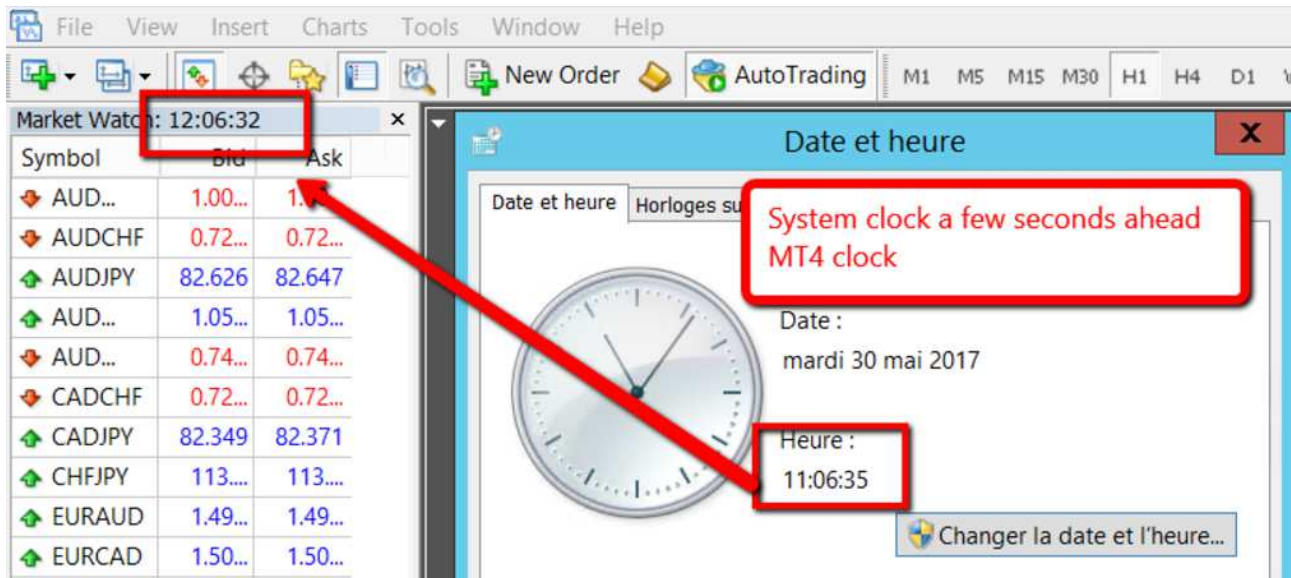 File View Insert Charts Tools Window Help
New Order AutoTrading M1 M5 M15 M30 H1 H4 D1
Market Watch: 12:06:32
Symbol Bid Ask
AUD... 1.00...
AUDCHF 0.72... 0.72...
AUDJPY 82.626 82.647
AUD... 1.05... 1.05...
AUD... 0.74... 0.74...
CADCHF 0.72... 0.72...
CADJPY 82.349 82.371
CHFJPY 113.... 113....
EURAUD 1.49... 1.49...
EURCAD 1.50... 1.50...
Date et heure
Date et heure Horloges su
System clock a few seconds ahead
MT4 clock
Date :
mardi 30 mai 2017
Heure :
11:06:35
Changer la date et l'heure...